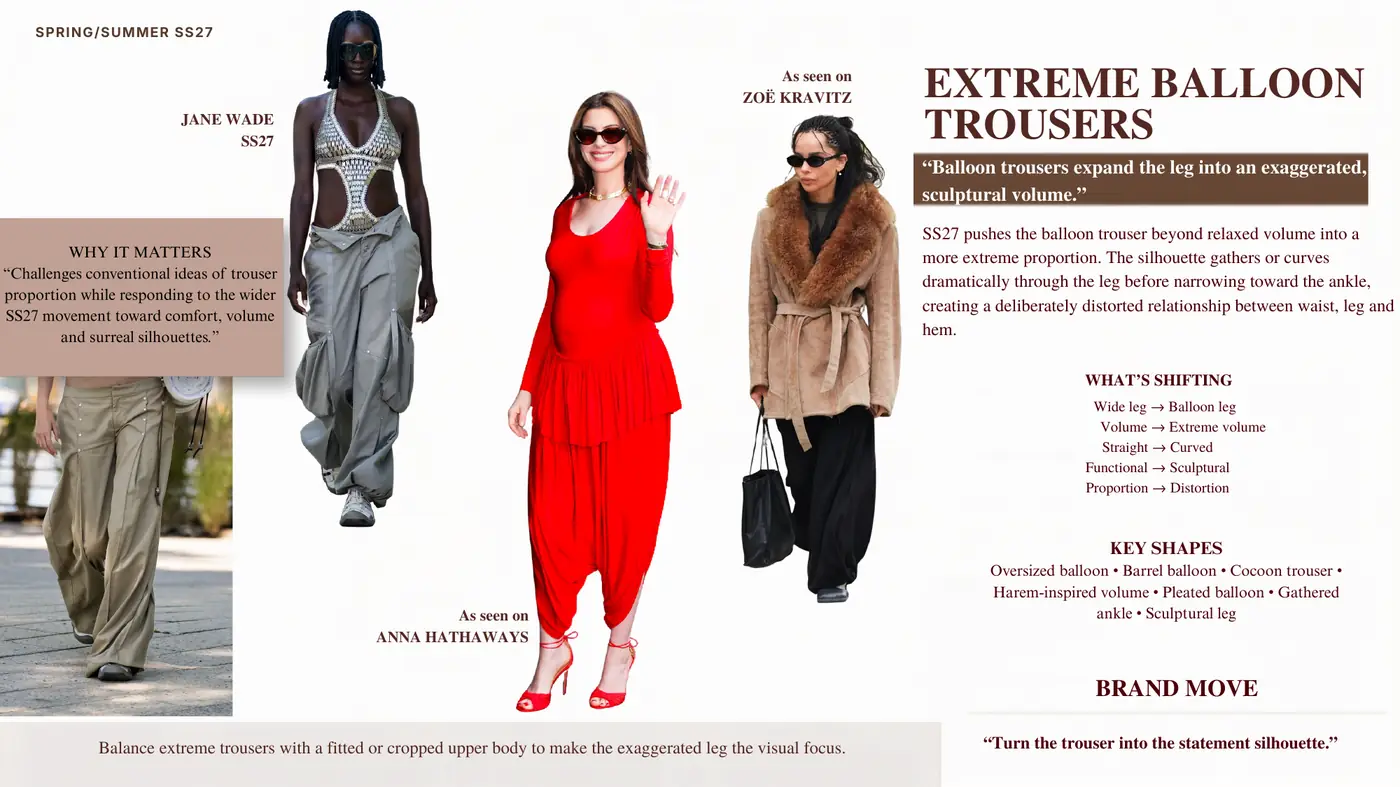 SPRING/SUMMER SS27
JANE WADE
SS27
WHY IT MATTERS
“Challenges conventional ideas of trouser
proportion while responding to the wider
SS27 movement toward comfort, volume
and surreal silhouettes.”
As seen on
ANNA HATHAWAYS
As seen on
ZOË KRAVITZ
EXTREME BALLOON
TROUSERS
“Balloon trousers expand the leg into an exaggerated,
sculptural volume.”
SS27 pushes the balloon trouser beyond relaxed volume into a
more extreme proportion. The silhouette gathers or curves
dramatically through the leg before narrowing toward the ankle,
creating a deliberately distorted relationship between waist, leg and
hem.
WHAT’S SHIFTING
Wide leg → Balloon leg
Volume → Extreme volume
Straight → Curved
Functional → Sculptural
Proportion → Distortion
KEY SHAPES
Oversized balloon • Barrel balloon • Cocoon trouser •
Harem-inspired volume • Pleated balloon • Gathered
ankle • Sculptural leg
BRAND MOVE
“Turn the trouser into the statement silhouette.”
Balance extreme trousers with a fitted or cropped upper body to make the exaggerated leg the visual focus.